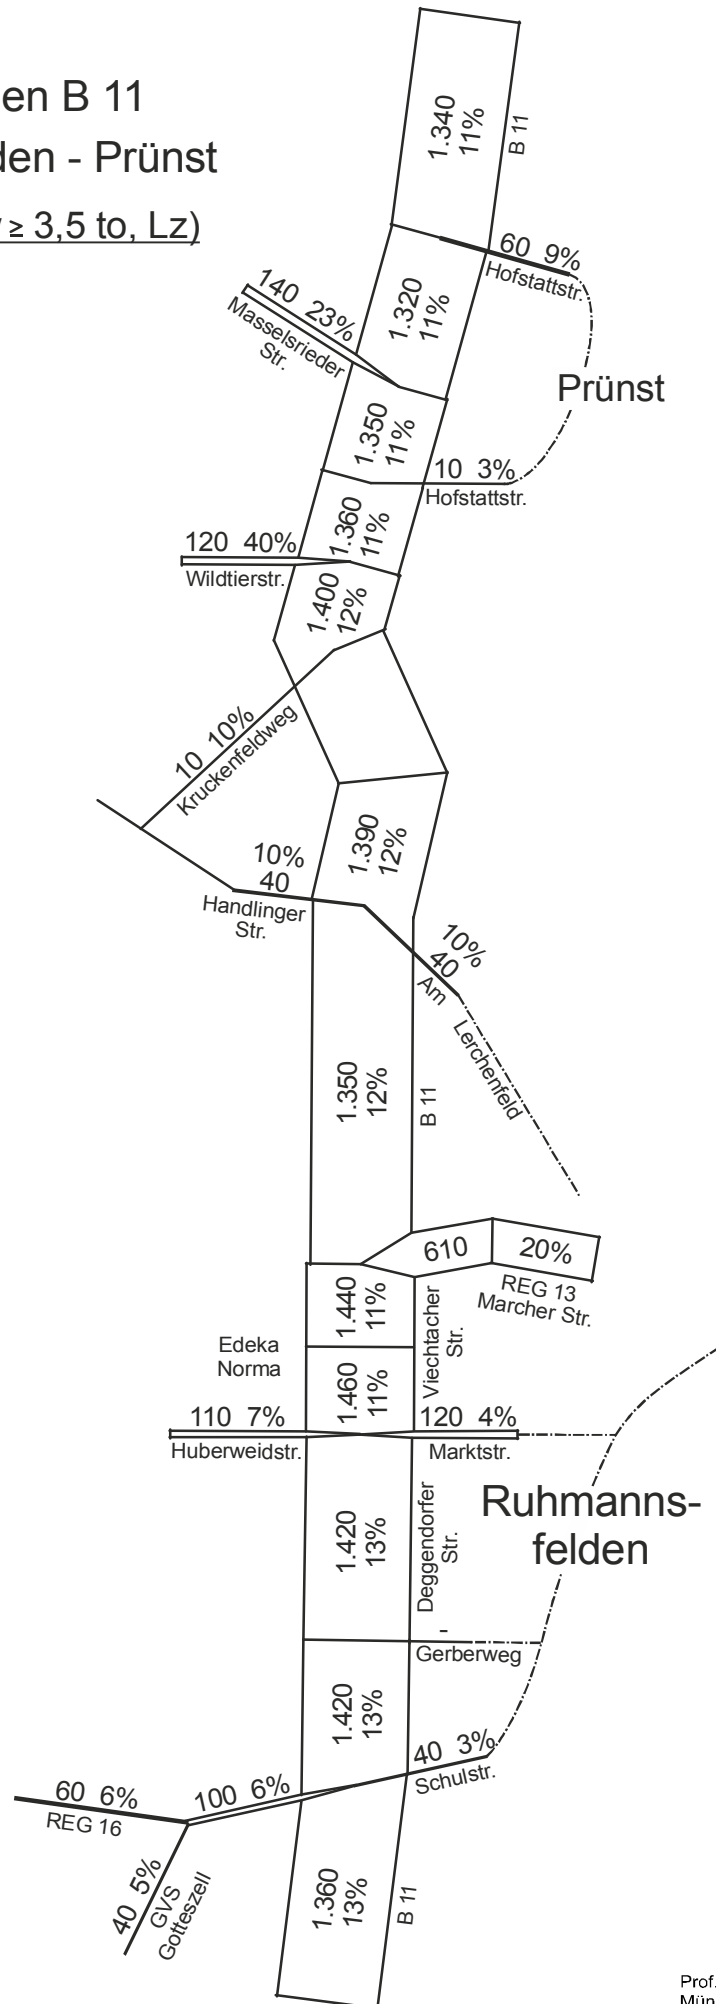 en B 11
den - Prünst
≥ 3,5 to, Lz)
1.340
11%
B 11
60 9%
Hofstattstr.
140 23%
Masselsrieder
Str.
1.320
11%
Prünst
1.350
11%
10 3%
Hofstattstr.
1.360
11%
120 40%
Wildtierstr.
1.400
12%
10 10%
Kruckenfeldweg
1.390
12%
10%
40
Handlinger
Str.
10%
40
Am
Lerchenfeld
1.350
12%
B 11
610
20%
REG 13
Marcher Str.
1.440
11%
Viechtacher
Str.
Edeka
Norma
1.460
11%
110 7%
Huberweidstr.
120 4%
Marktstr.
Ruhmanns-
felden
1.420
13%
Deggendorfer
Str.
-
Gerberweg
1.420
13%
40 3%
Schulstr.
60 6%
REG 16
100 6%
40 5%
GVS
Gotteszell
1.360
13%
B 11
Prof.
Mün